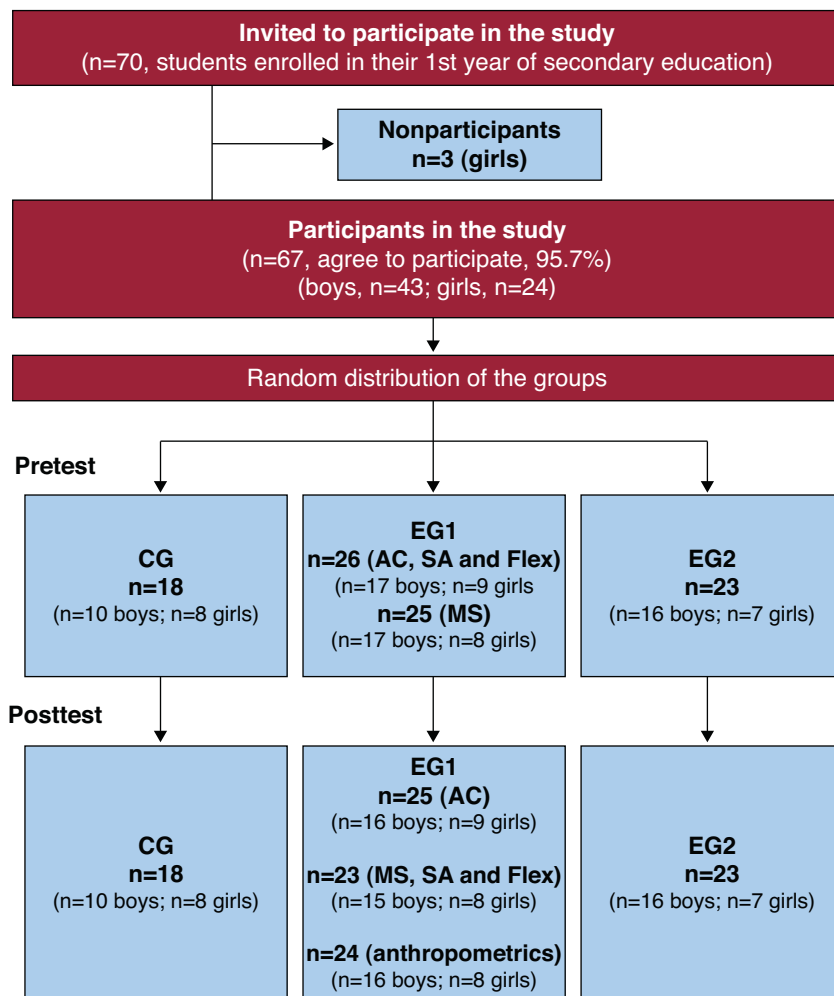 Invited to participate in the study
(n=70, students enrolled in their 1st year of secondary education)
Nonparticipants
n=3 (girls)
Participants in the study
(n=67, agree to participate, 95.7%)
(boys, n=43; girls, n=24)
Random distribution of the groups
Pretest
CG
n=18
(n=10 boys; n=8 girls)
EG1
n=26 (AC, SA and Flex)
(n=17 boys; n=9 girls
n=25 (MS)
(n=17 boys; n=8 girls)
EG2
n=23
(n=16 boys; n=7 girls)
Posttest
CG
n=18
(n=10 boys; n=8 girls)
EG1
n=25 (AC)
(n=16 boys; n=9 girls)
n=23 (MS, SA and Flex)
(n=15 boys; n=8 girls)
n=24 (anthropometrics)
(n=16 boys; n=8 girls)
EG2
n=23
(n=16 boys; n=7 girls)